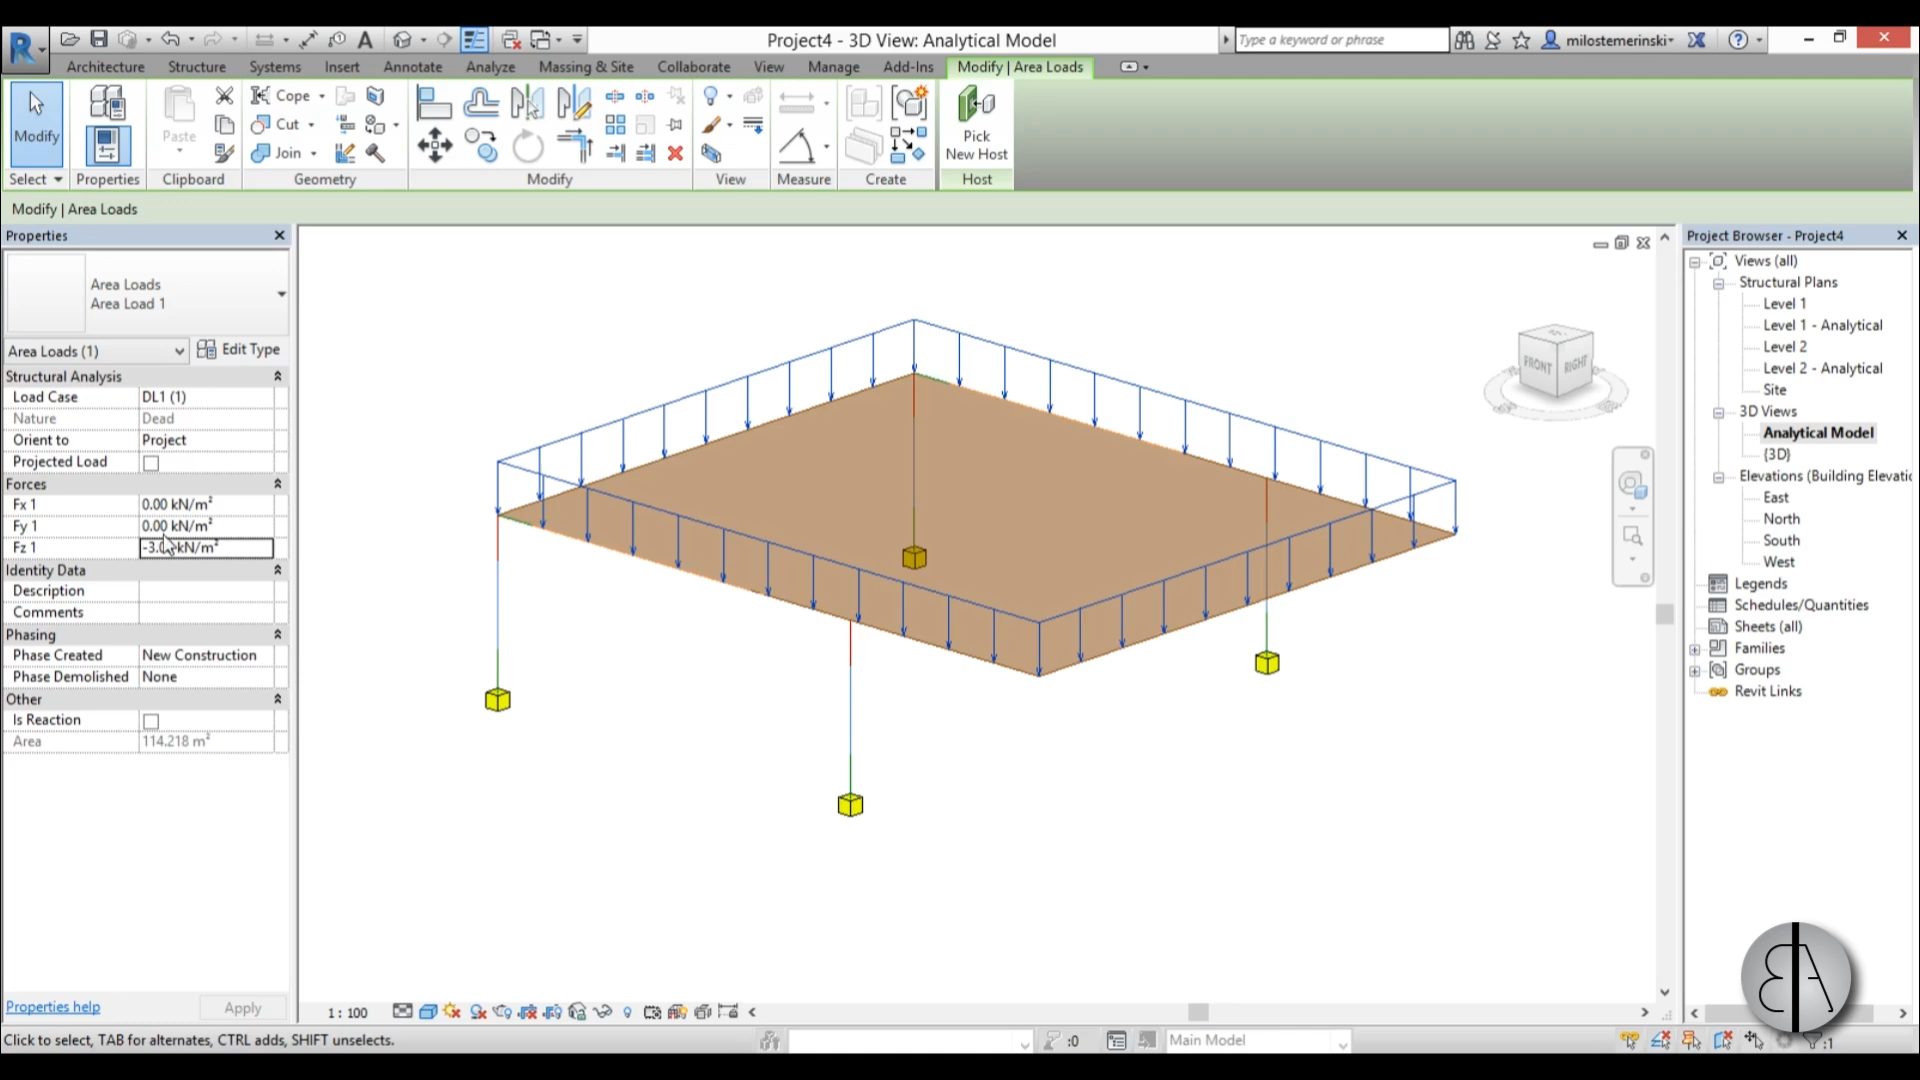 Project4 - 3D View: Analytical Model
Type a keyword or phrase
milostemerinski
Architecture Structure Systems Insert Annotate Analyze Massing & Site Collaborate View Manage Add-Ins Modify | Area Loads
Modify
Paste
Cope
Cut
Join
Pick
New Host
Select Properties Clipboard Geometry Modify View Measure Create Host
Modify | Area Loads
Properties
Area Loads
Area Load 1
Area Loads (1) Edit Type
Structural Analysis
Load Case DL1 (1)
Nature Dead
Orient to Project
Projected Load
Forces
Fx 1 0.00 kN/m²
Fy 1 0.00 kN/m²
Fz 1 kN/m²
Identity Data
Description
Comments
Phasing
Phase Created New Construction
Phase Demolished None
Other
Is Reaction
Area 114.218 m²
Properties help Apply
FRONT RIGHT
Project Browser - Project4
Views (all)
Structural Plans
Level 1
Level 1 - Analytical
Level 2
Level 2 - Analytical
Site
3D Views
Analytical Model
{3D}
Elevations (Building Elevati
East
North
South
West
Legends
Schedules/Quantities
Sheets (all)
Families
Groups
Revit Links
1 : 100
Click to select, TAB for alternates, CTRL adds, SHIFT unselects.
:0
Main Model
:1